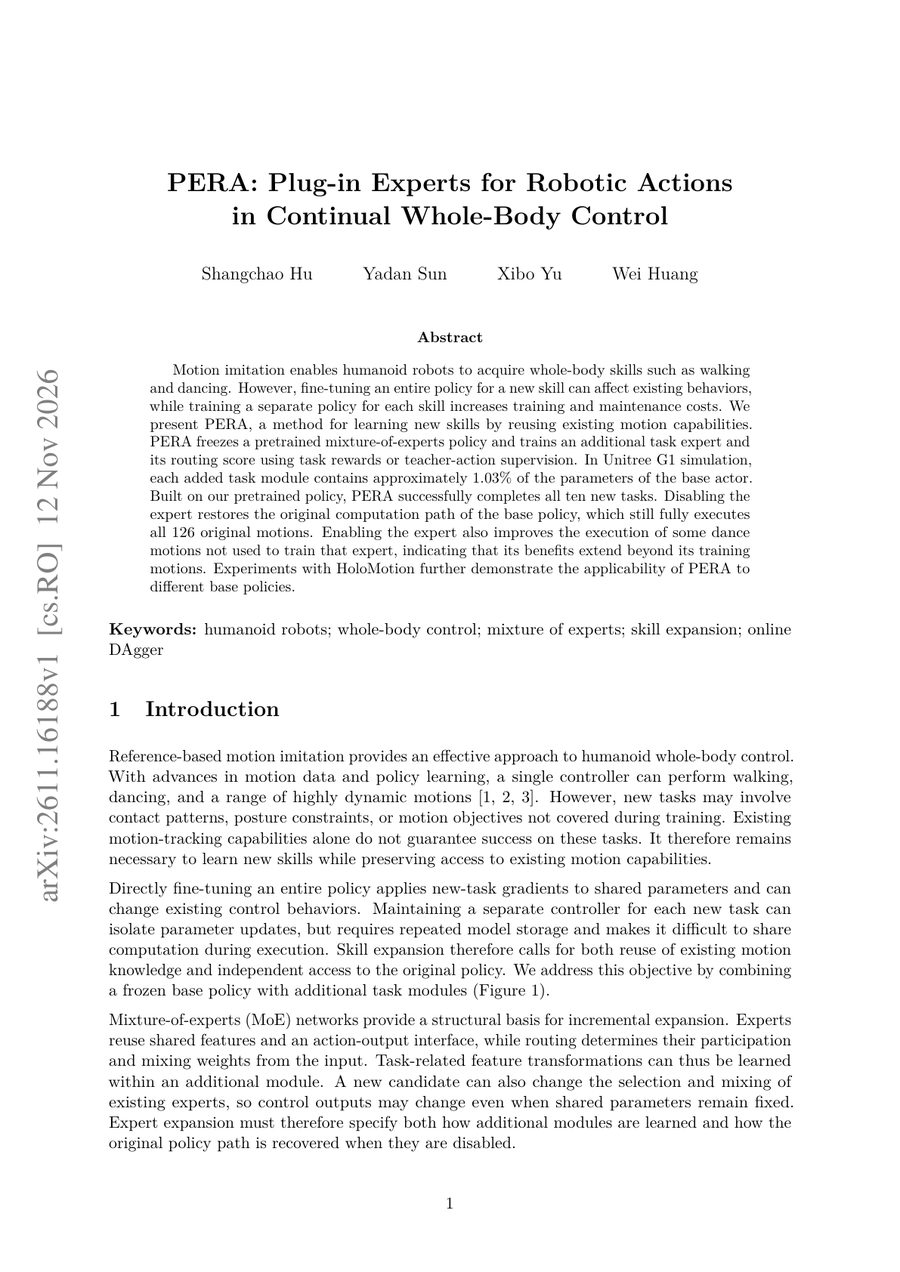 PERA: Plug-in Experts for Robotic Actions
in Continual Whole-Body Control
Shangchao Hu Yadan Sun Xibo Yu Wei Huang
Abstract
Motion imitation enables humanoid robots to acquire whole-body skills such as walking
and dancing. However, fine-tuning an entire policy for a new skill can affect existing behaviors,
while training a separate policy for each skill increases training and maintenance costs. We
present PERA, a method for learning new skills by reusing existing motion capabilities.
PERA freezes a pretrained mixture-of-experts policy and trains an additional task expert and
its routing score using task rewards or teacher-action supervision. In Unitree G1 simulation,
each added task module contains approximately 1.03% of the parameters of the base actor.
Built on our pretrained policy, PERA successfully completes all ten new tasks. Disabling the
expert restores the original computation path of the base policy, which still fully executes
all 126 original motions. Enabling the expert also improves the execution of some dance
motions not used to train that expert, indicating that its benefits extend beyond its training
motions. Experiments with HoloMotion further demonstrate the applicability of PERA to
different base policies.
Keywords: humanoid robots; whole-body control; mixture of experts; skill expansion; online
DAgger
1 Introduction
Reference-based motion imitation provides an effective approach to humanoid whole-body control.
With advances in motion data and policy learning, a single controller can perform walking,
dancing, and a range of highly dynamic motions [1, 2, 3]. However, new tasks may involve
contact patterns, posture constraints, or motion objectives not covered during training. Existing
motion-tracking capabilities alone do not guarantee success on these tasks. It therefore remains
necessary to learn new skills while preserving access to existing motion capabilities.
Directly fine-tuning an entire policy applies new-task gradients to shared parameters and can
change existing control behaviors. Maintaining a separate controller for each new task can
isolate parameter updates, but requires repeated model storage and makes it difficult to share
computation during execution. Skill expansion therefore calls for both reuse of existing motion
knowledge and independent access to the original policy. We address this objective by combining
a frozen base policy with additional task modules (Figure 1).
Mixture-of-experts (MoE) networks provide a structural basis for incremental expansion. Experts
reuse shared features and an action-output interface, while routing determines their participation
and mixing weights from the input. Task-related feature transformations can thus be learned
within an additional module. A new candidate can also change the selection and mixing of
existing experts, so control outputs may change even when shared parameters remain fixed.
Expert expansion must therefore specify both how additional modules are learned and how the
original policy path is recovered when they are disabled.
1
arXiv:2611.16188v1 [cs.RO] 12 Nov 2026